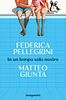 FEDERICA
PELLEGRINI
In un tempo solo nostro
MATTEO
GIUNTA